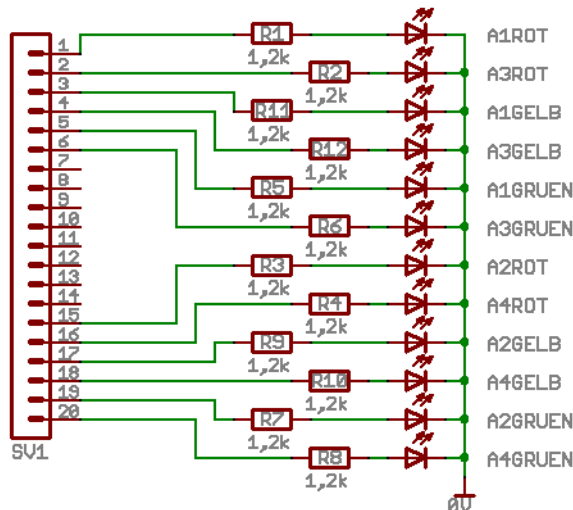 1
2
3
4
5
6
7
8
9
10
11
12
13
14
15
16
17
18
19
20
SV1
R1
1,2k
A1ROT
R2
1,2k
A3ROT
R11
1,2k
A1GELB
R12
1,2k
A3GELB
R5
1,2k
A1GRUEN
R6
1,2k
A3GRUEN
R3
1,2k
A2ROT
R4
1,2k
A4ROT
R9
1,2k
A2GELB
R10
1,2k
A4GELB
R7
1,2k
A2GRUEN
R8
1,2k
A4GRUEN
0V